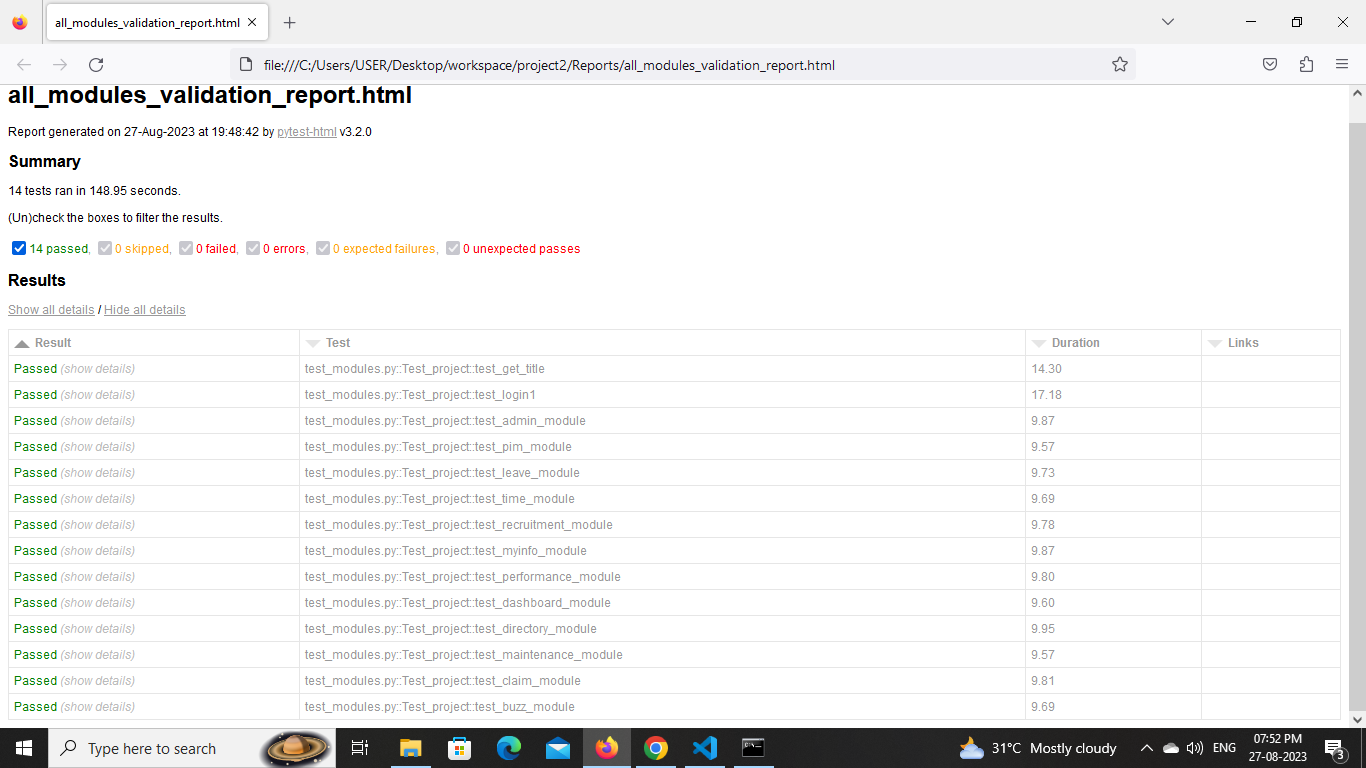 all_modules_validation_report.html
file:///C:/Users/USER/Desktop/workspace/project2/Reports/all_modules_validation_report.html
all_modules_validation_report.html
Report generated on 27-Aug-2023 at 19:48:42 by pytest-html v3.2.0
Summary
14 tests ran in 148.95 seconds.
(Un)check the boxes to filter the results.
14 passed, 0 skipped, 0 failed, 0 errors, 0 expected failures, 0 unexpected passes
Results
Show all details / Hide all details
Result Test Duration Links
Passed (show details) test_modules.py::Test_project::test_get_title 14.30
Passed (show details) test_modules.py::Test_project::test_login1 17.18
Passed (show details) test_modules.py::Test_project::test_admin_module 9.87
Passed (show details) test_modules.py::Test_project::test_pim_module 9.57
Passed (show details) test_modules.py::Test_project::test_leave_module 9.73
Passed (show details) test_modules.py::Test_project::test_time_module 9.69
Passed (show details) test_modules.py::Test_project::test_recruitment_module 9.78
Passed (show details) test_modules.py::Test_project::test_myinfo_module 9.87
Passed (show details) test_modules.py::Test_project::test_performance_module 9.80
Passed (show details) test_modules.py::Test_project::test_dashboard_module 9.60
Passed (show details) test_modules.py::Test_project::test_directory_module 9.95
Passed (show details) test_modules.py::Test_project::test_maintenance_module 9.57
Passed (show details) test_modules.py::Test_project::test_claim_module 9.81
Passed (show details) test_modules.py::Test_project::test_buzz_module 9.69
Type here to search 31°C Mostly cloudy ENG 07:52 PM
27-08-2023 3